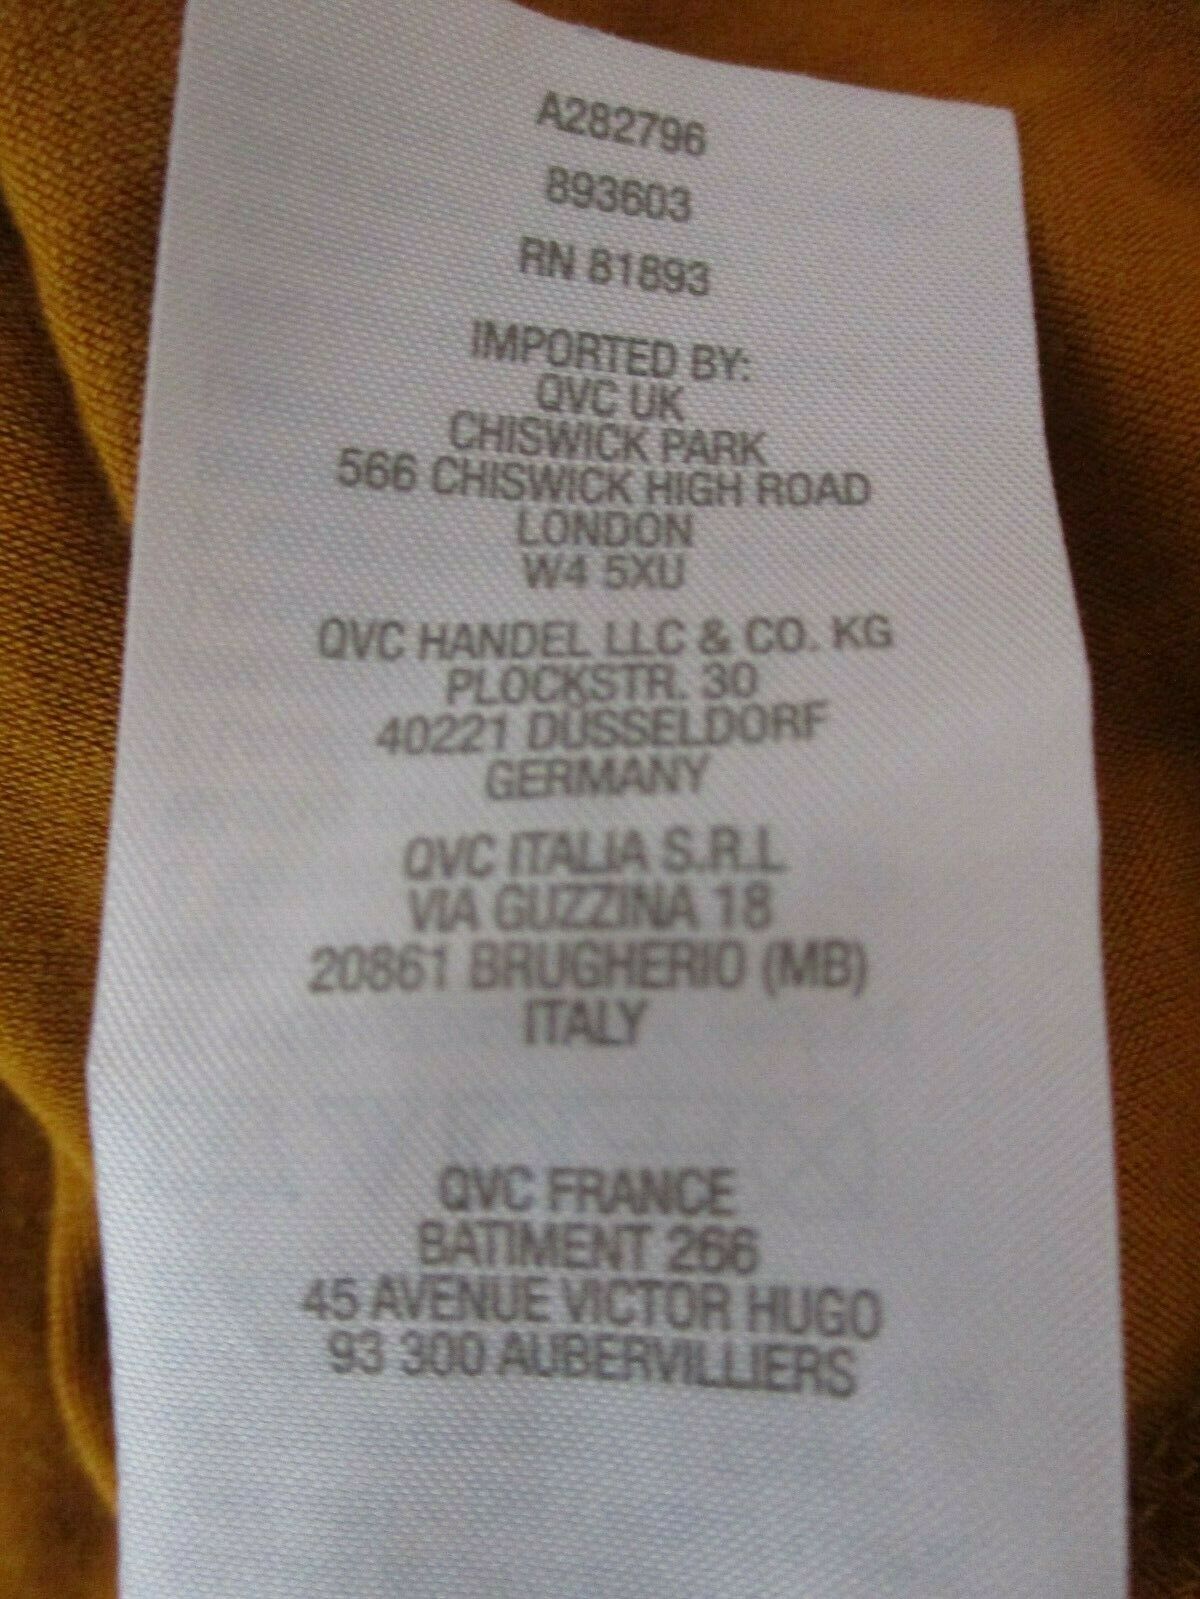 A282796
893603
RN 81893
IMPORTED BY:
QVC UK
CHISWICK PARK
566 CHISWICK HIGH ROAD
LONDON
W4 5XU
QVC HANDEL LLC & CO. KG
PLOCKSTR. 30
40221 DÜSSELDORF
GERMANY
QVC ITALIA S.R.L
VIA GUZZINA 18
20861 BRUGHERIO (MB)
ITALY
QVC FRANCE
BATIMENT 266
45 AVENUE VICTOR HUGO
93 300 AUBERVILLIERS